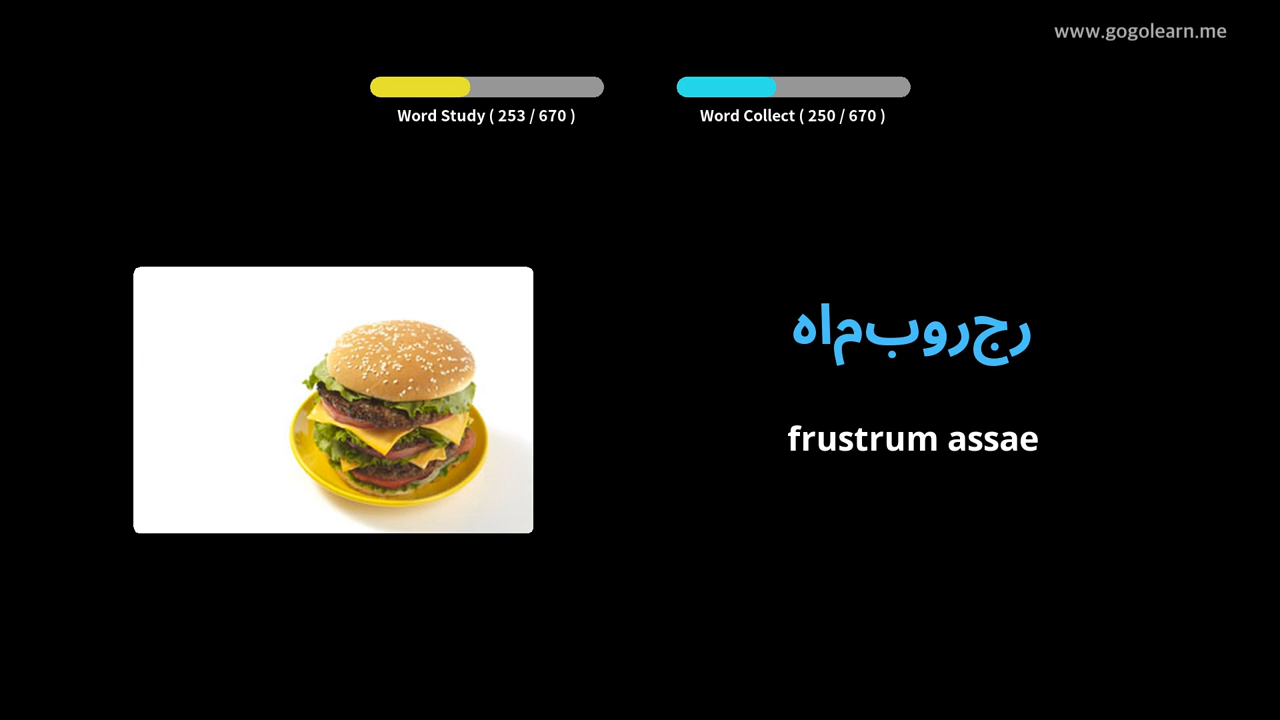 www.gogolearn.me
Word Study ( 253 / 670 )
Word Collect ( 250 / 670 )
رجروبماه
frustrum assae